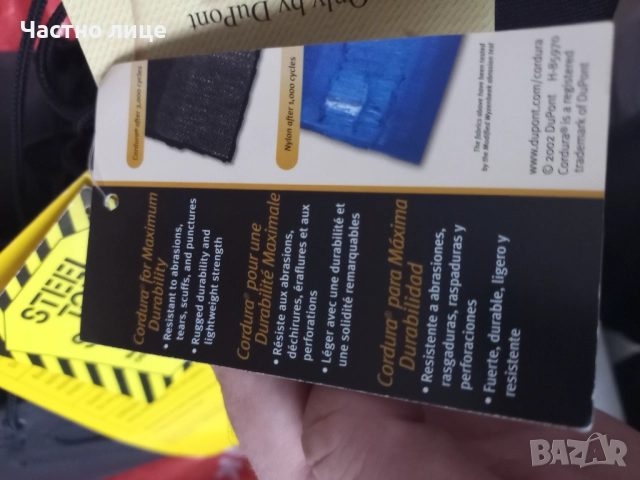 Частно лице
Only by DuPont
Cordura® after 3,000 cycles
Nylon after 1,000 cycles
The fabrics above have been tested
by the Modified Wyzenbeek abrasion test
www.dupont.com/cordura
© 2002 DuPont H-85970
Cordura® is a registered
trademark of DuPont
Cordura® for Maximum
Durability
• Resistant to abrasions,
tears, scuffs, and punctures
• Rugged durability and
lightweight strength
Cordura® pour une
Durabilité Maximale
• Résiste aux abrasions,
déchirures, éraflures et aux
perforations
• Léger avec une durabilité et
une solidité remarquables
Cordura® para Máxima
Durabilidad
• Resistente a abrasiones,
rasgaduras, raspaduras y
perforaciones
• Fuerte, durable, ligero y
resistente
STEEL
BAZAR